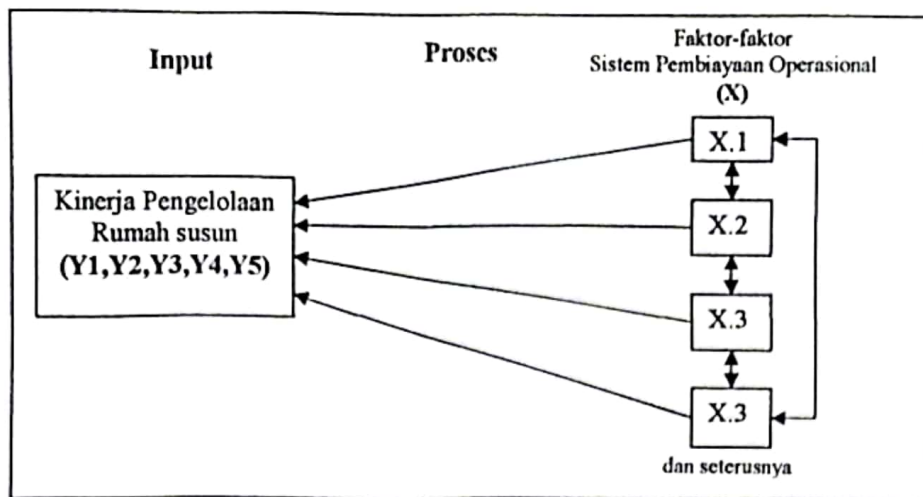 Input
Proses
Faktor-faktor
Sistem Pembiayaan Operasional
(X)
X.1
Kinerja Pengelolaan
Rumah susun
(Y1,Y2,Y3,Y4,Y5)
X.2
X.3
X.3
dan seterusnya